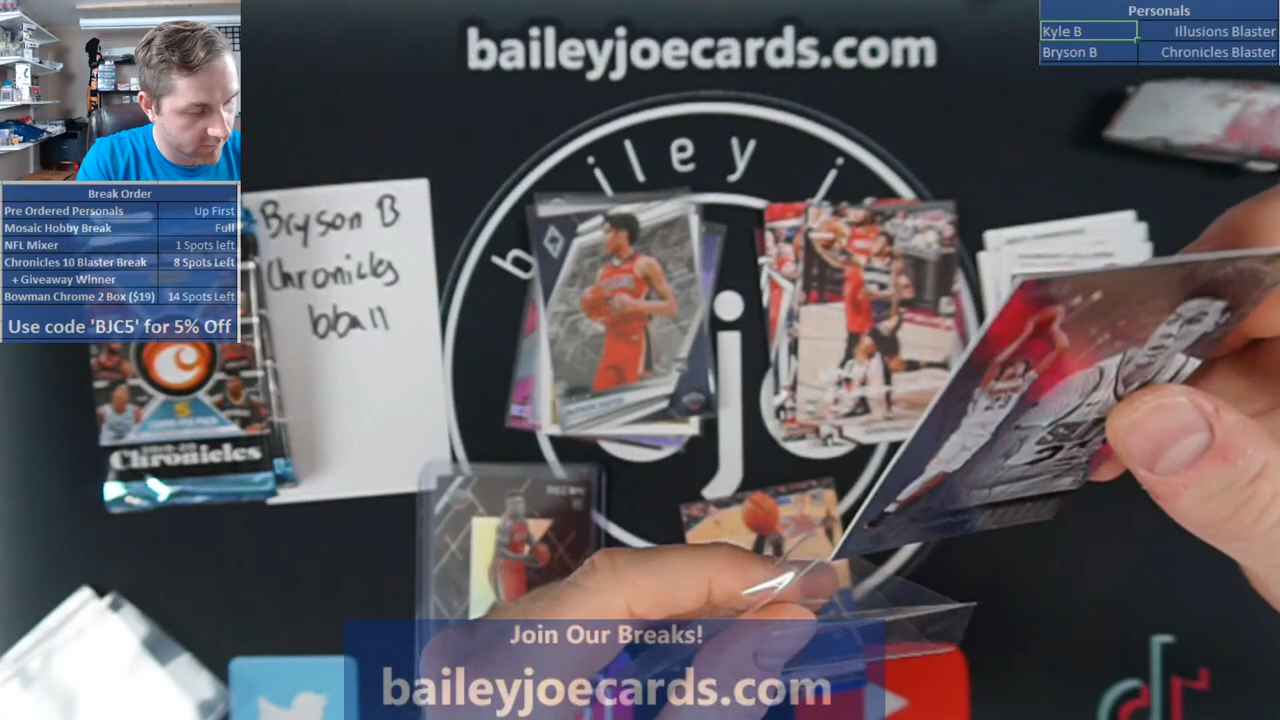 baileyjoecards.com
Personals
Kyle B Illusions Blaster
Bryson B Chronicles Blaster
Break Order
Pre Ordered Personals Up First
Mosaic Hobby Break Full
NFL Mixer 1 Spots left
Chronicles 10 Blaster Break 8 Spots Left
+ Giveaway Winner
Bowman Chrome 2 Box ($19) 14 Spots Left
Use code 'BJC5' for 5% Off
Bryson B
Chronicles
bball
bailey j
j
Chronicles
Join Our Breaks!
baileyjoecards.com